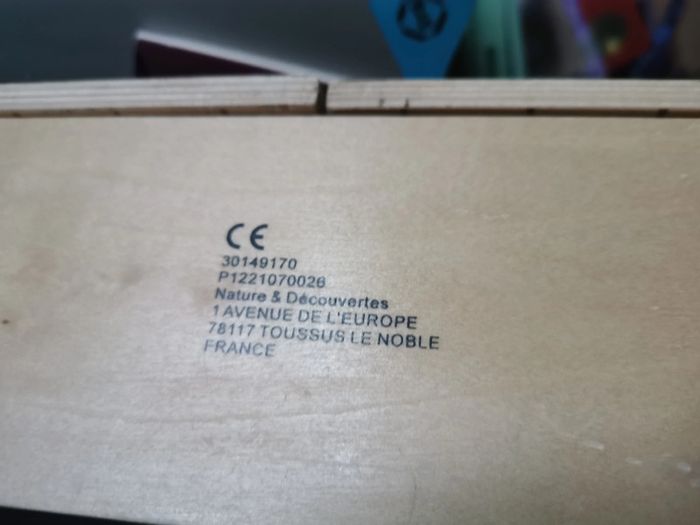 CE
30149170
P1221070026
Nature & Découvertes
1 AVENUE DE L'EUROPE
78117 TOUSSUS LE NOBLE
FRANCE